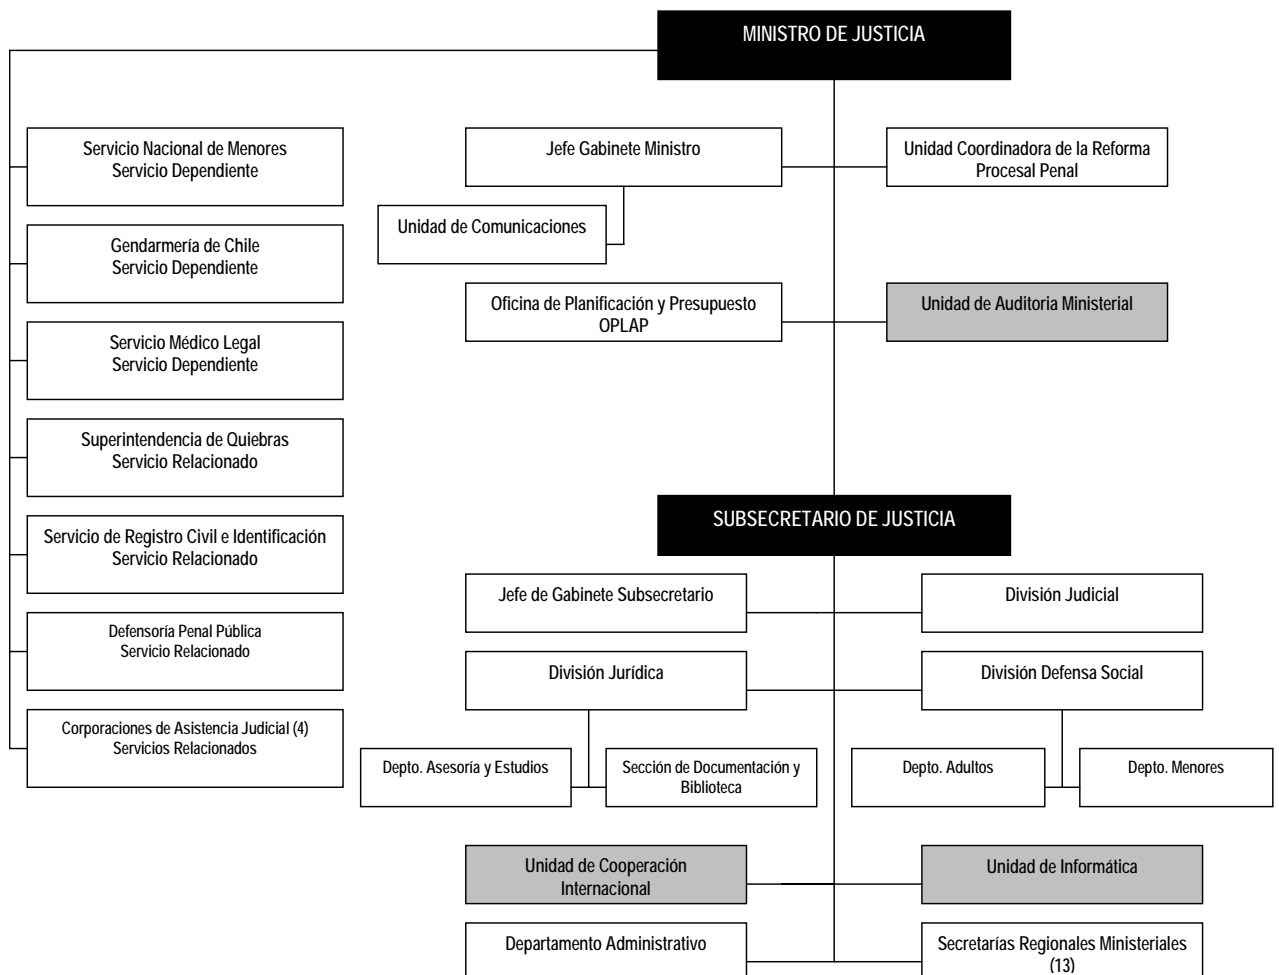 MINISTRO DE JUSTICIA
Servicio Nacional de Menores
Servicio Dependiente
Jefe Gabinete Ministro
Unidad Coordinadora de la Reforma
Procesal Penal
Unidad de Comunicaciones
Gendarmería de Chile
Servicio Dependiente
Oficina de Planificación y Presupuesto
OPLAP
Unidad de Auditoria Ministerial
Servicio Médico Legal
Servicio Dependiente
Superintendencia de Quiebras
Servicio Relacionado
Servicio de Registro Civil e Identificación
Servicio Relacionado
Defensoría Penal Pública
Servicio Relacionado
Corporaciones de Asistencia Judicial (4)
Servicios Relacionados
SUBSECRETARIO DE JUSTICIA
Jefe de Gabinete Subsecretario
División Judicial
División Jurídica
División Defensa Social
Depto. Asesoría y Estudios
Sección de Documentación y
Biblioteca
Depto. Adultos
Depto. Menores
Unidad de Cooperación
Internacional
Unidad de Informática
Departamento Administrativo
Secretarías Regionales Ministeriales
(13)